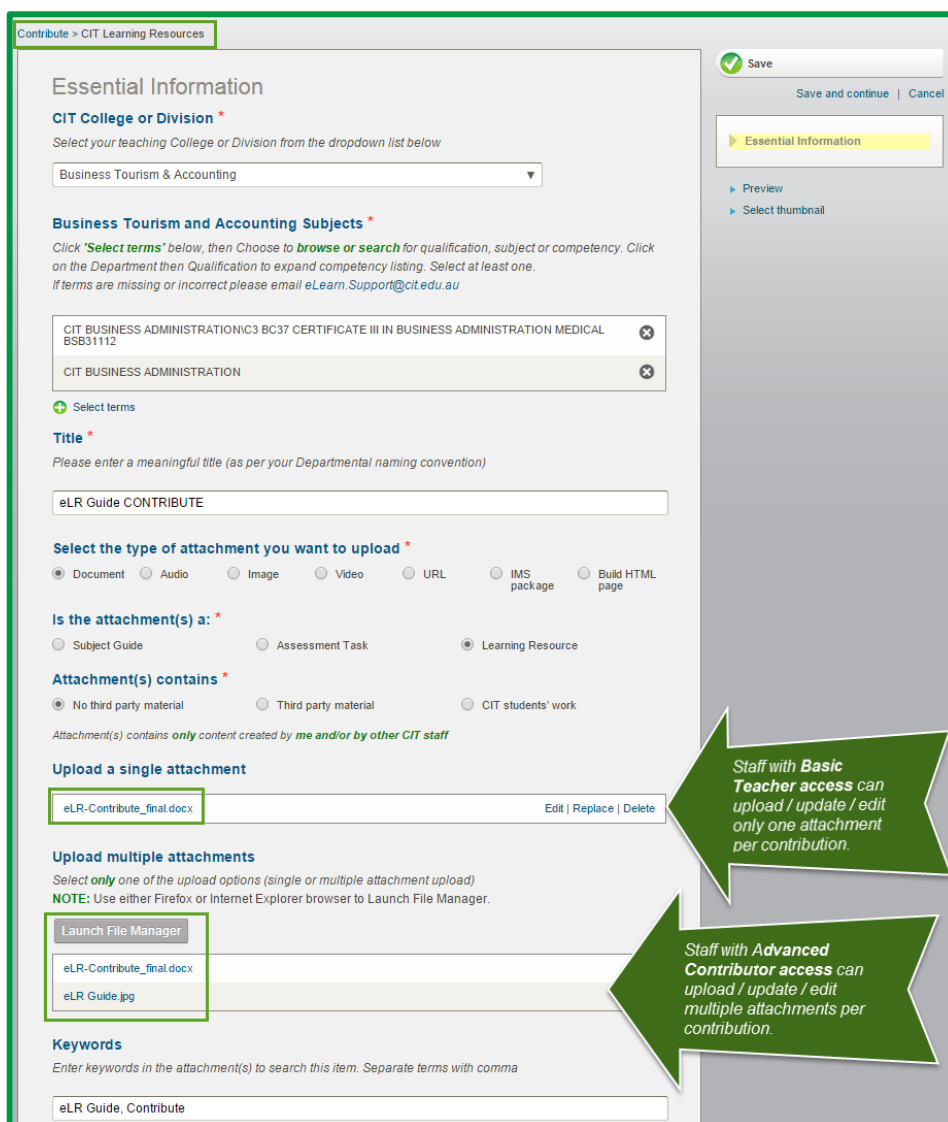 Contribute > CIT Learning Resources
Save
Save and continue | Cancel
Essential Information
Preview
Select thumbnail
Essential Information
CIT College or Division *
Select your teaching College or Division from the dropdown list below
Business Tourism & Accounting
Business Tourism and Accounting Subjects *
Click 'Select terms' below, then Choose to browse or search for qualification, subject or competency. Click
on the Department then Qualification to expand competency listing. Select at least one.
If terms are missing or incorrect please email eLearn.Support@cit.edu.au
CIT BUSINESS ADMINISTRATION\C3 BC37 CERTIFICATE III IN BUSINESS ADMINISTRATION MEDICAL
BSB31112
CIT BUSINESS ADMINISTRATION
Select terms
Title *
Please enter a meaningful title (as per your Departmental naming convention)
eLR Guide CONTRIBUTE
Select the type of attachment you want to upload *
Document Audio Image Video URL IMS package Build HTML page
Is the attachment(s) a: *
Subject Guide Assessment Task Learning Resource
Attachment(s) contains *
No third party material Third party material CIT students' work
Attachment(s) contains only content created by me and/or by other CIT staff
Upload a single attachment
eLR-Contribute_final.docx Edit | Replace | Delete
Staff with Basic
Teacher access can
upload / update / edit
only one attachment
per contribution.
Upload multiple attachments
Select only one of the upload options (single or multiple attachment upload)
NOTE: Use either Firefox or Internet Explorer browser to Launch File Manager.
Launch File Manager
eLR-Contribute_final.docx
eLR Guide.jpg
Staff with Advanced
Contributor access can
upload / update / edit
multiple attachments per
contribution.
Keywords
Enter keywords in the attachment(s) to search this item. Separate terms with comma
eLR Guide, Contribute